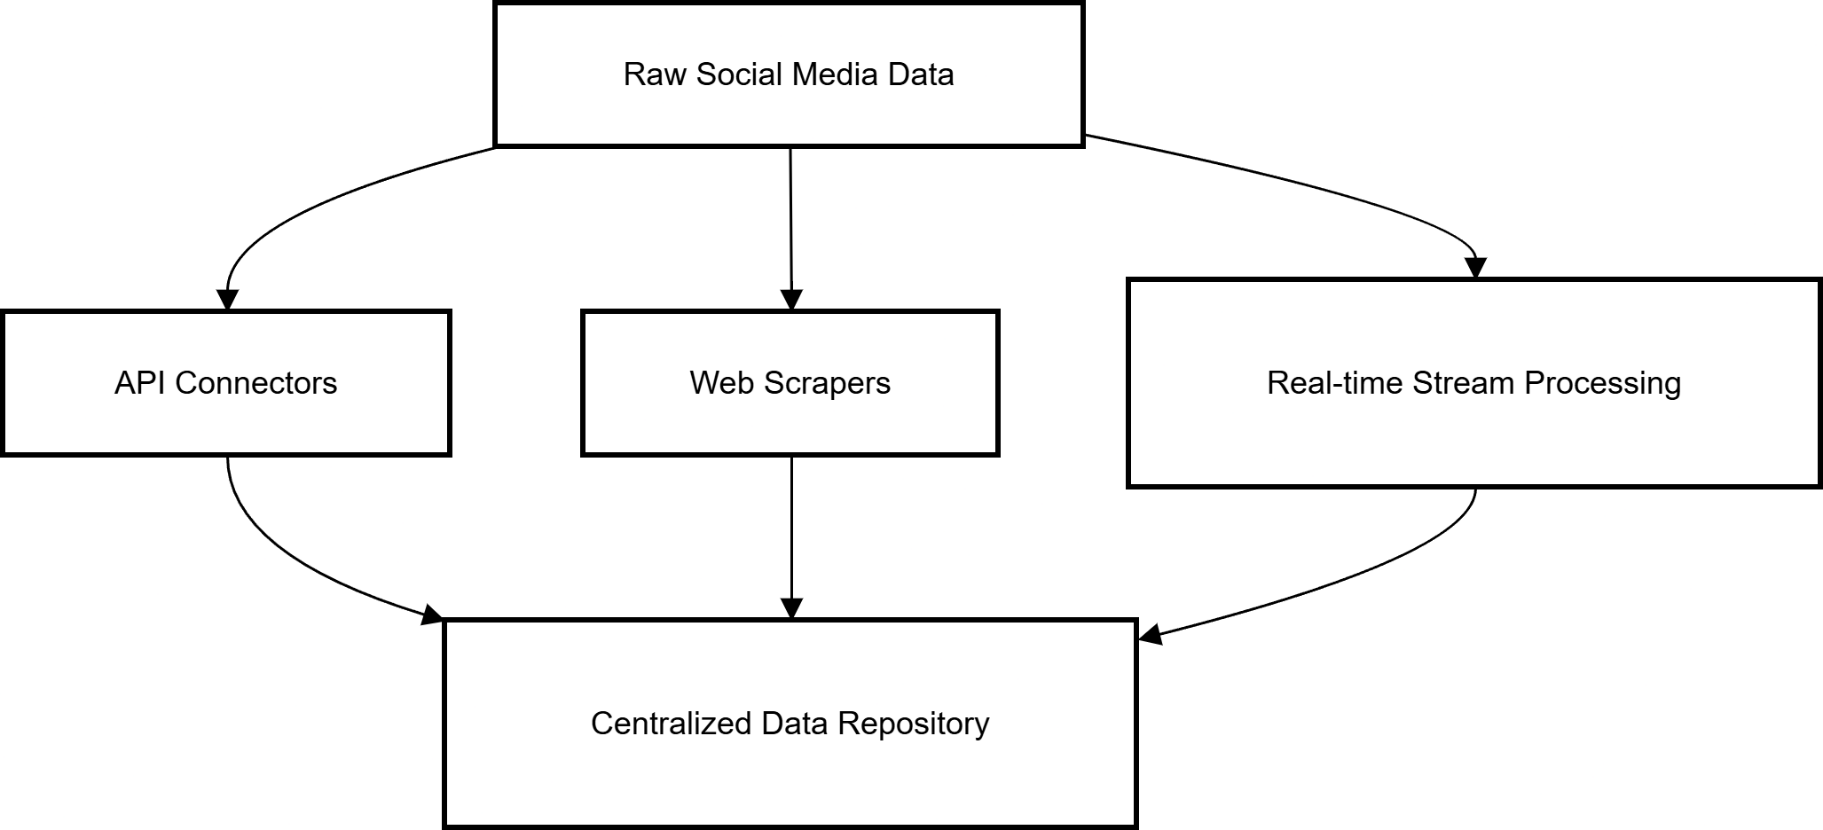 Raw Social Media Data
API Connectors
Web Scrapers
Real-time Stream Processing
Centralized Data Repository